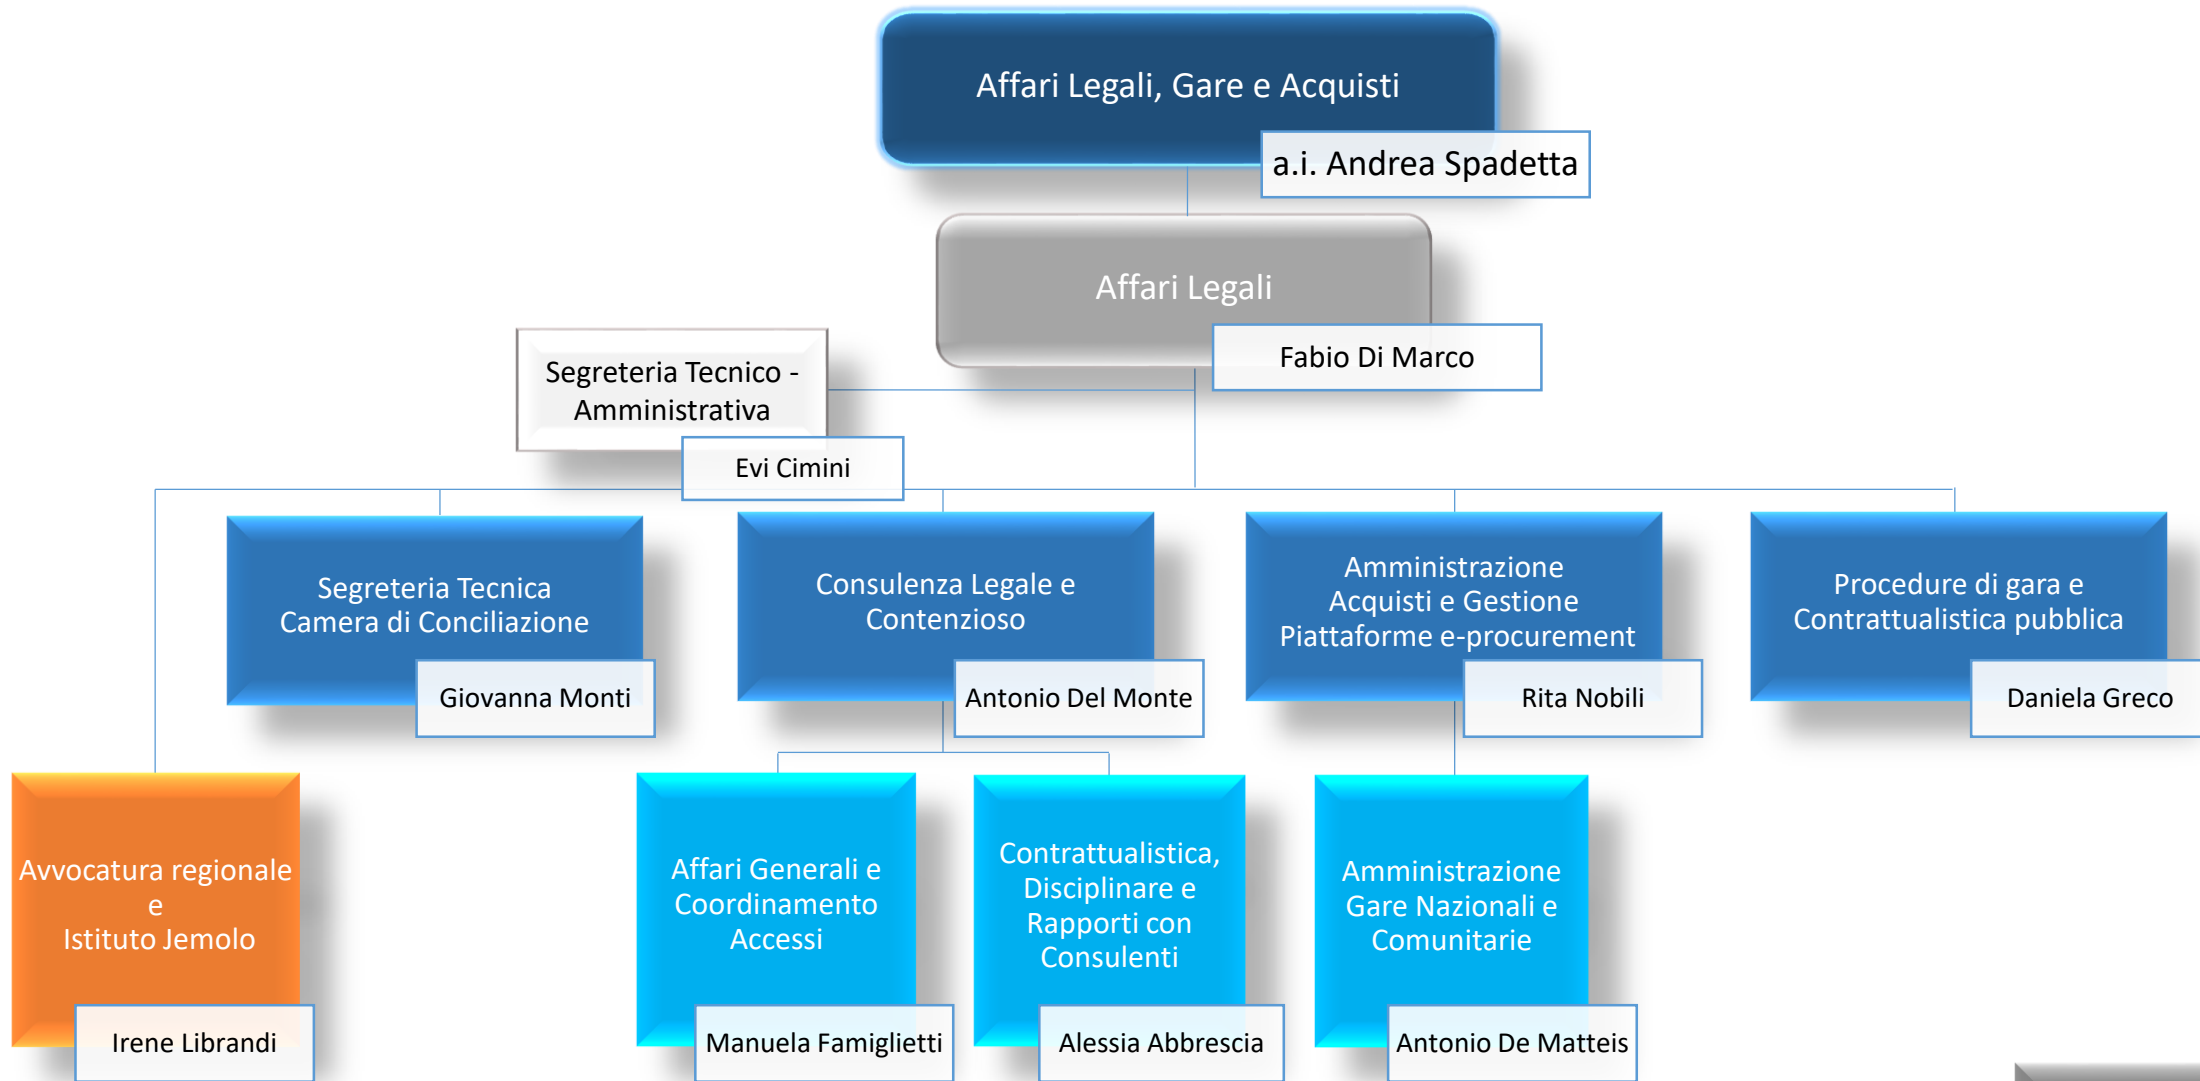 Affari Legali, Gare e Acquisti
a.i. Andrea Spadetta
Affari Legali
Fabio Di Marco
Segreteria Tecnico -
Amministrativa
Evi Cimini
Segreteria Tecnica
Camera di Conciliazione
Giovanna Monti
Consulenza Legale e
Contenzioso
Antonio Del Monte
Amministrazione
Acquisti e Gestione
Piattaforme e-procurement
Rita Nobili
Procedure di gara e
Contrattualistica pubblica
Daniela Greco
Avvocatura regionale
e
Istituto Jemolo
Irene Librandi
Affari Generali e
Coordinamento
Accessi
Manuela Famiglietti
Contrattualistica,
Disciplinare e
Rapporti con
Consulenti
Alessia Abbrescia
Amministrazione
Gare Nazionali e
Comunitarie
Antonio De Matteis